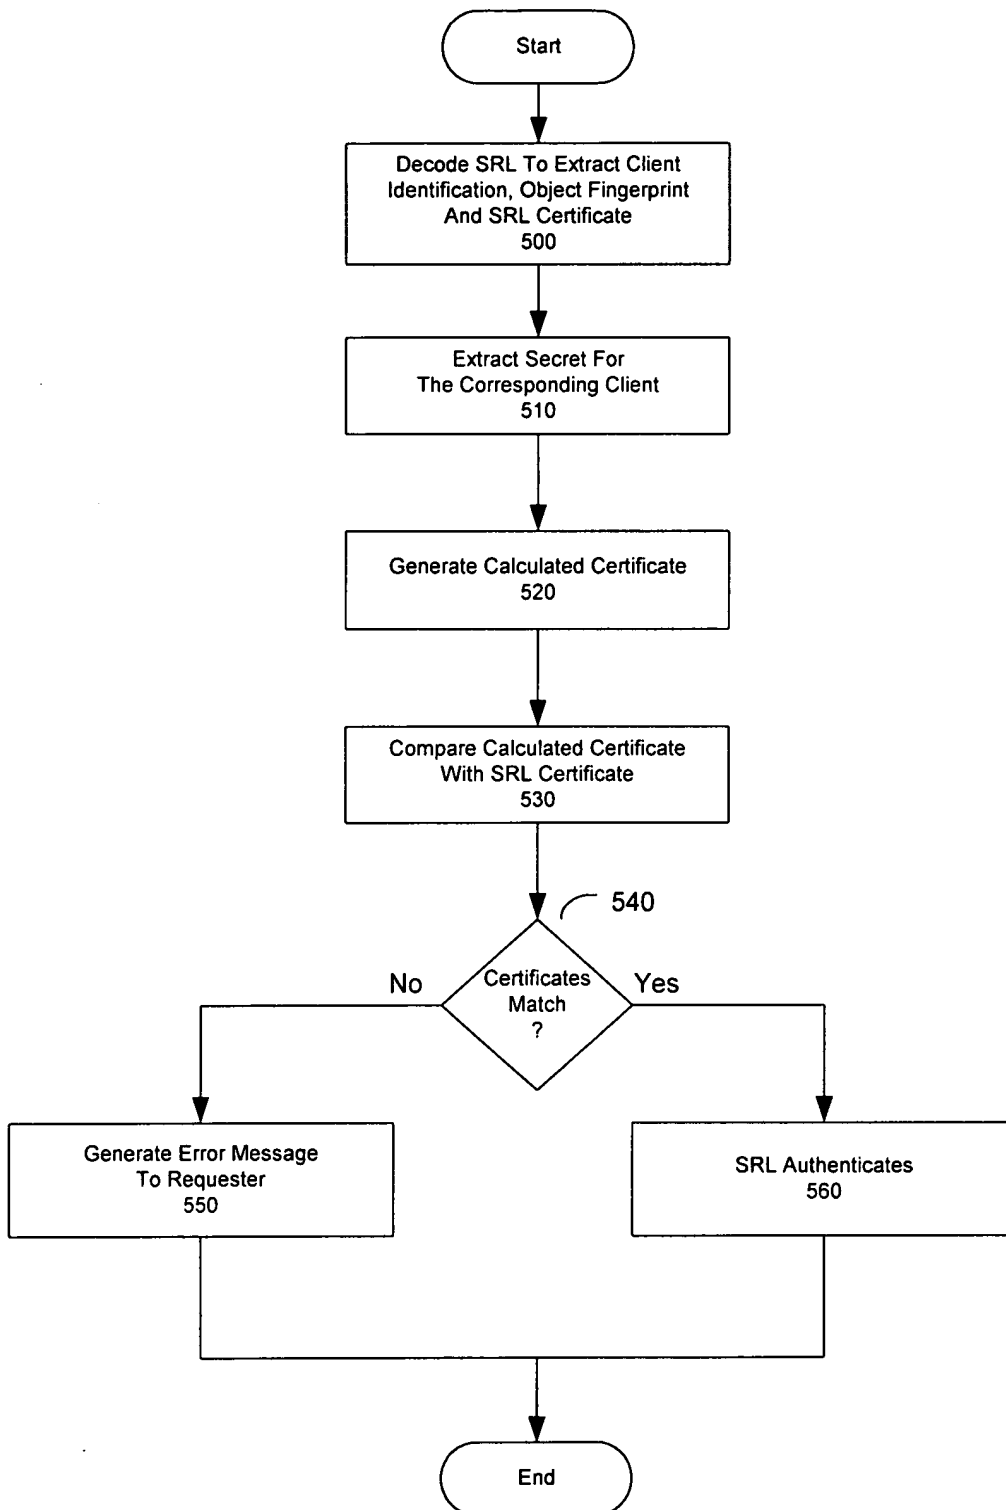 Start
Decode SRL To Extract Client
Identification, Object Fingerprint
And SRL Certificate
500
Extract Secret For
The Corresponding Client
510
Generate Calculated Certificate
520
Compare Calculated Certificate
With SRL Certificate
530
540
No
Certificates
Match
?
Yes
Generate Error Message
To Requester
550
SRL Authenticates
560
End